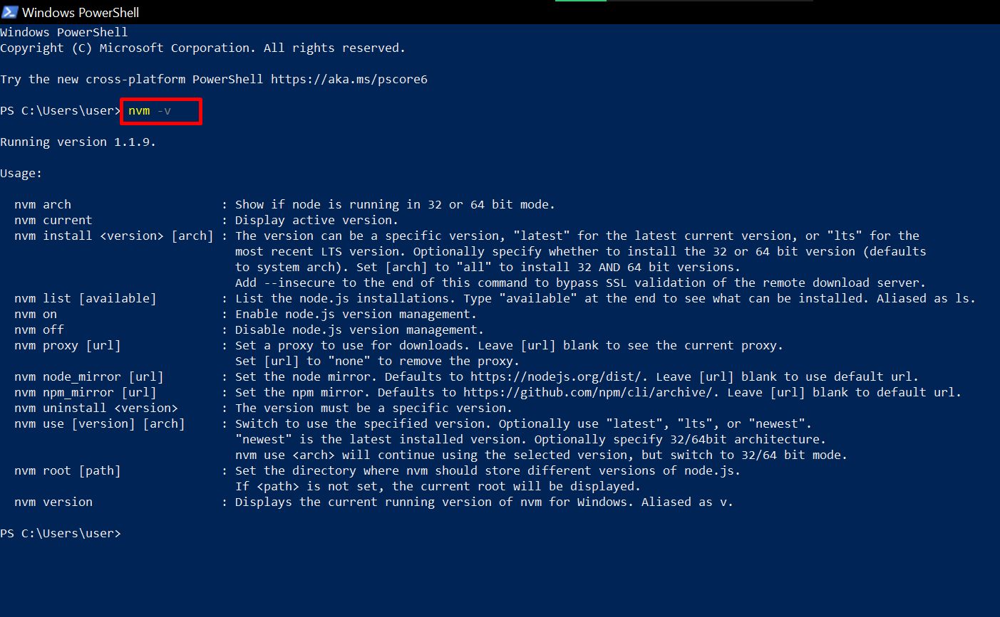 Windows PowerShell
Windows PowerShell
Copyright (C) Microsoft Corporation. All rights reserved.
Try the new cross-platform PowerShell https://aka.ms/pscore6
PS C:\Users\user> nvm -v
Running version 1.1.9.
Usage:
nvm arch : Show if node is running in 32 or 64 bit mode.
nvm current : Display active version.
nvm install <version> [arch] : The version can be a specific version, "latest" for the latest current version, or "lts" for the
most recent LTS version. Optionally specify whether to install the 32 or 64 bit version (defaults
to system arch). Set [arch] to "all" to install 32 AND 64 bit versions.
Add --insecure to the end of this command to bypass SSL validation of the remote download server.
nvm list [available] : List the node.js installations. Type "available" at the end to see what can be installed. Aliased as ls.
nvm on : Enable node.js version management.
nvm off : Disable node.js version management.
nvm proxy [url] : Set a proxy to use for downloads. Leave [url] blank to see the current proxy.
Set [url] to "none" to remove the proxy.
nvm node_mirror [url] : Set the node mirror. Defaults to https://nodejs.org/dist/. Leave [url] blank to use default url.
nvm npm_mirror [url] : Set the npm mirror. Defaults to https://github.com/npm/cli/archive/. Leave [url] blank to default url.
nvm uninstall <version> : The version must be a specific version.
nvm use [version] [arch] : Switch to use the specified version. Optionally use "latest", "lts", or "newest".
"newest" is the latest installed version. Optionally specify 32/64bit architecture.
nvm use <arch> will continue using the selected version, but switch to 32/64 bit mode.
nvm root [path] : Set the directory where nvm should store different versions of node.js.
If <path> is not set, the current root will be displayed.
nvm version : Displays the current running version of nvm for Windows. Aliased as v.
PS C:\Users\user>